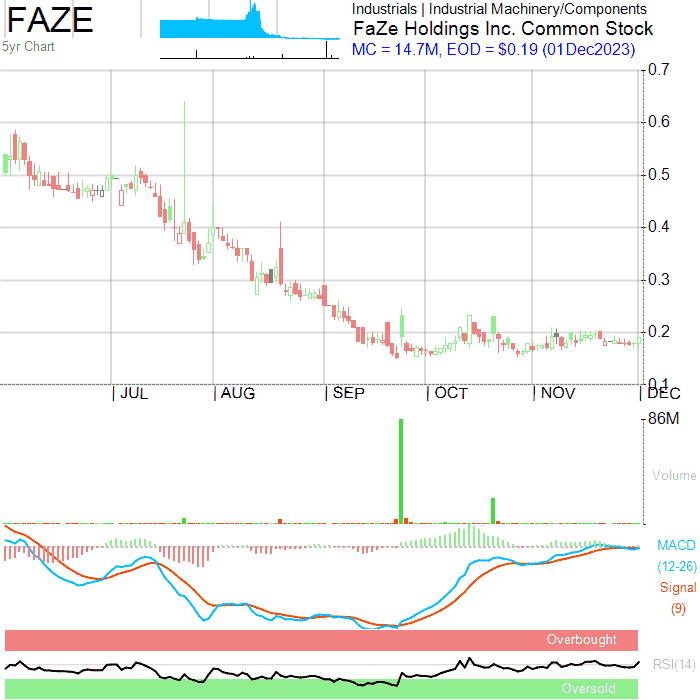 FAZE
5yr Chart
Industrials | Industrial Machinery/Components
FaZe Holdings Inc. Common Stock
MC = 14.7M, EOD = $0.19 (01Dec2023)
0.7
0.6
0.5
0.4
0.3
0.2
0.1
| JUL | AUG | SEP | OCT | NOV | DEC
86M
Volume
MACD
(12-26)
Signal
(9)
Overbought
RSI(14)
Oversold